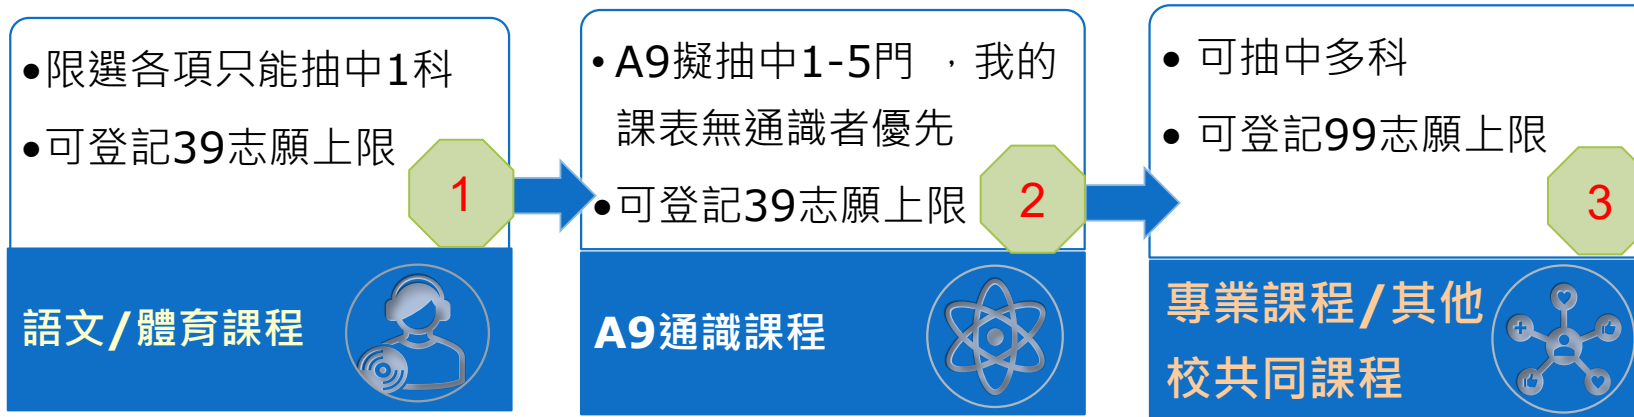 •限選各項只能抽中1科
•可登記39志願上限
1
語文/體育課程
• A9擬抽中1-5門 ，我的
課表無通識者優先
•可登記39志願上限
2
A9通識課程
• 可抽中多科
• 可登記99志願上限
3
專業課程/其他
校共同課程